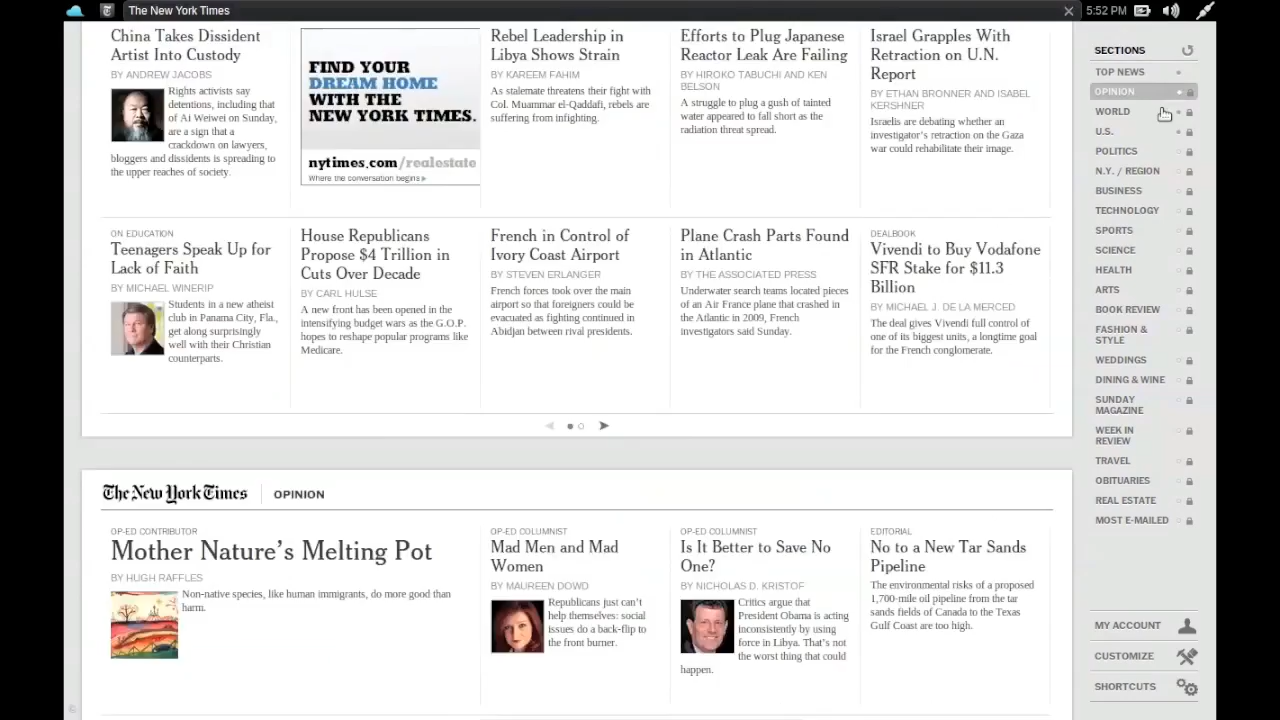 The New York Times
5:52 PM
China Takes Dissident
Artist Into Custody
BY ANDREW JACOBS
Rights activists say
detentions, including that
of Ai Weiwei on Sunday,
are a sign that a
crackdown on lawyers,
bloggers and dissidents is spreading to
the upper reaches of society.
FIND YOUR
DREAM HOME
WITH THE
NEW YORK TIMES.
nytimes.com/realestate
Where the conversation begins
Rebel Leadership in
Libya Shows Strain
BY KAREEM FAHIM
As stalemate threatens their fight with
Col. Muammar el-Qaddafi, rebels are
suffering from infighting.
Efforts to Plug Japanese
Reactor Leak Are Failing
BY HIROKO TABUCHI AND KEN
BELSON
A struggle to plug a gush of tainted
water appeared to fall short as the
radiation threat spread.
Israel Grapples With
Retraction on U.N.
Report
BY ETHAN BRONNER AND ISABEL
KERSHNER
Israelis are debating whether an
investigator's retraction on the Gaza
war could rehabilitate their image.
ON EDUCATION
Teenagers Speak Up for
Lack of Faith
BY MICHAEL WINERIP
Students in a new atheist
club in Panama City, Fla.,
get along surprisingly
well with their Christian
counterparts.
House Republicans
Propose $4 Trillion in
Cuts Over Decade
BY CARL HULSE
A new front has been opened in the
intensifying budget wars as the G.O.P.
hopes to reshape popular programs like
Medicare.
French in Control of
Ivory Coast Airport
BY STEVEN ERLANGER
French forces took over the main
airport so that foreigners could be
evacuated as fighting continued in
Abidjan between rival presidents.
Plane Crash Parts Found
in Atlantic
BY THE ASSOCIATED PRESS
Underwater search teams located pieces
of an Air France plane that crashed in
the Atlantic in 2009, French
investigators said Sunday.
DEALBOOK
Vivendi to Buy Vodafone
SFR Stake for $11.3
Billion
BY MICHAEL J. DE LA MERCED
The deal gives Vivendi full control of
one of its biggest units, a longtime goal
for the French conglomerate.
The New York Times
OPINION
OP-ED CONTRIBUTOR
Mother Nature's Melting Pot
BY HUGH RAFFLES
Non-native species, like human immigrants, do more good than
harm.
OP-ED COLUMNIST
Mad Men and Mad
Women
BY MAUREEN DOWD
Republicans just can't
help themselves: social
issues do a back-flip to
the front burner.
OP-ED COLUMNIST
Is It Better to Save No
One?
BY NICHOLAS D. KRISTOF
Critics argue that
President Obama is acting
inconsistently by using
force in Libya. That's not
the worst thing that could
happen.
EDITORIAL
No to a New Tar Sands
Pipeline
The environmental risks of a proposed
1,700-mile oil pipeline from the tar
sands fields of Canada to the Texas
Gulf Coast are too high.
SECTIONS
TOP NEWS
OPINION
WORLD
U.S.
POLITICS
N.Y. / REGION
BUSINESS
TECHNOLOGY
SPORTS
SCIENCE
HEALTH
ARTS
BOOK REVIEW
FASHION &
STYLE
WEDDINGS
DINING & WINE
SUNDAY
MAGAZINE
WEEK IN
REVIEW
TRAVEL
OBITUARIES
REAL ESTATE
MOST E-MAILED
MY ACCOUNT
CUSTOMIZE
SHORTCUTS
©